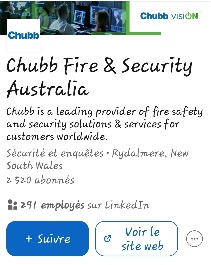 Chubb VISION
Chubb
Chubb Fire & Security
Australia
Chubb is a leading provider of fire safety
and security solutions & services for
customers worldwide.
Sécurité et enquêtes • Rydalmere, New
South Wales
2 520 abonnés
291 employés sur LinkedIn
+ Suivre
Voir le
site web